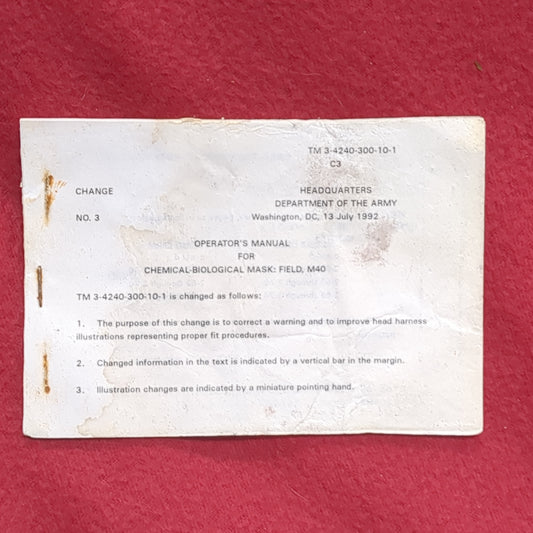 TM 3-4240-300-10-1
C3
CHANGE
NO. 3
HEADQUARTERS
DEPARTMENT OF THE ARMY
Washington, DC, 13 July 1992
OPERATOR'S MANUAL
FOR
CHEMICAL-BIOLOGICAL MASK: FIELD, M40
TM 3-4240-300-10-1 is changed as follows:
1. The purpose of this change is to correct a warning and to improve head harness
illustrations representing proper fit procedures.
2. Changed information in the text is indicated by a vertical bar in the margin.
3. Illustration changes are indicated by a miniature pointing hand.